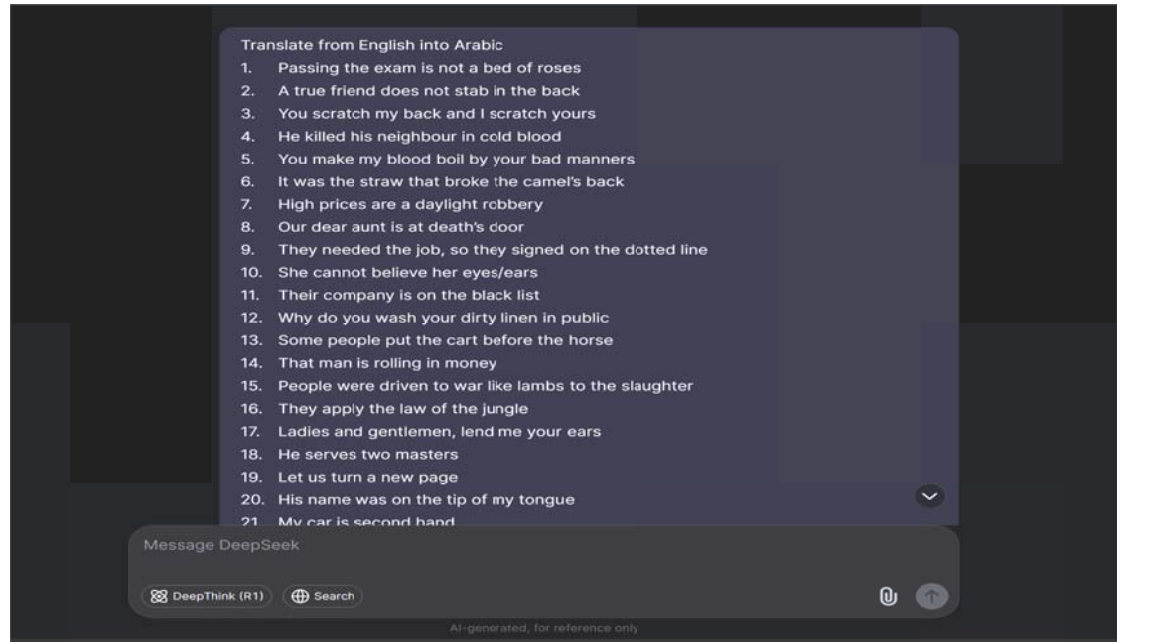 Translate from English into Arabic
1. Passing the exam is not a bed of roses
2. A true friend does not stab in the back
3. You scratch my back and I scratch yours
4. He killed his neighbour in cold blood
5. You make my blood boil by your bad manners
6. It was the straw that broke the camel's back
7. High prices are a daylight robbery
8. Our dear aunt is at death's door
9. They needed the job, so they signed on the dotted line
10. She cannot believe her eyes/ears
11. Their company is on the black list
12. Why do you wash your dirty linen in public
13. Some people put the cart before the horse
14. That man is rolling in money
15. People were driven to war like lambs to the slaughter
16. They apply the law of the jungle
17. Ladies and gentlemen, lend me your ears
18. He serves two masters
19. Let us turn a new page
20. His name was on the tip of my tongue
21. My car is second hand
Message DeepSeek
DeepThink (R1) Search
AI-generated, for reference only